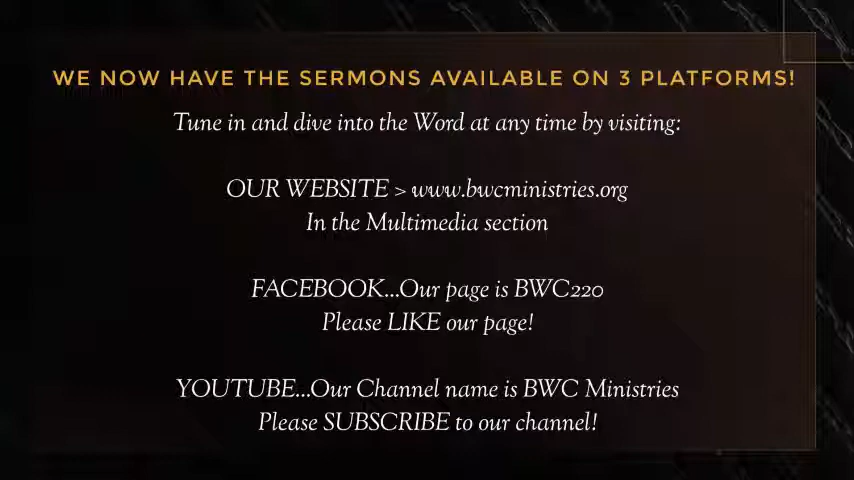 WE NOW HAVE THE SERMONS AVAILABLE ON 3 PLATFORMS!
Tune in and dive into the Word at any time by visiting:
OUR WEBSITE > www.bwcministries.org
In the Multimedia section
FACEBOOK...Our page is BWC220
Please LIKE our page!
YOUTUBE...Our Channel name is BWC Ministries
Please SUBSCRIBE to our channel!